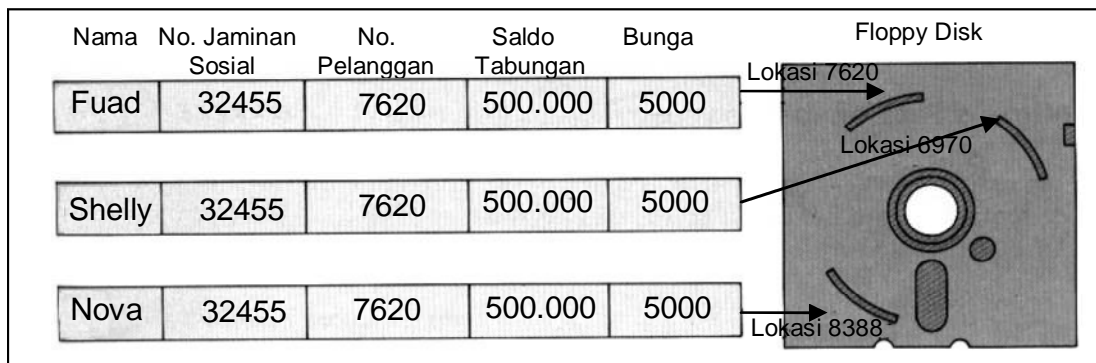 Nama No. Jaminan No. Saldo Bunga Floppy Disk
Sosial Pelanggan Tabungan
Lokasi 7620
Fuad 32455 7620 500.000 5000
Lokasi 6970
Shelly 32455 7620 500.000 5000
Nova 32455 7620 500.000 5000
Lokasi 8388